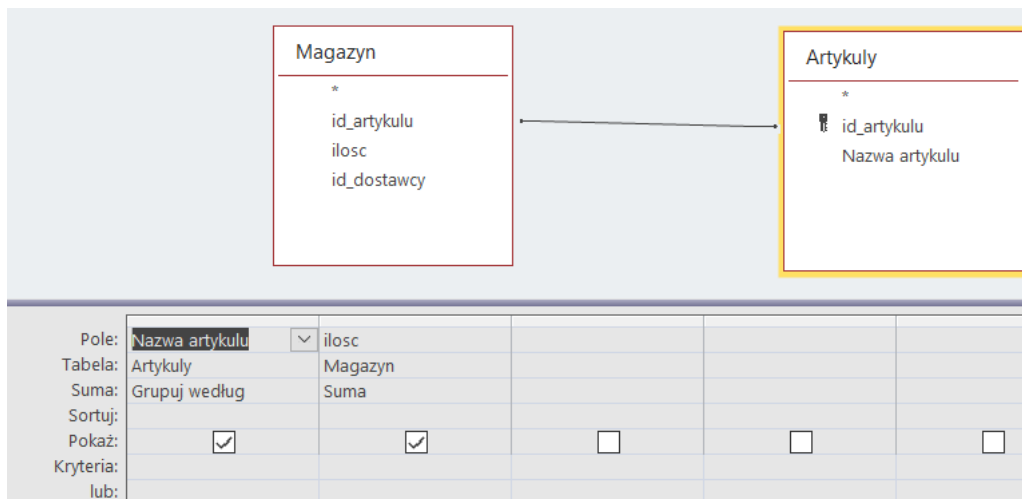 Magazyn
*
id_artykulu
ilosc
id_dostawcy
Artykuly
*
id_artykulu
Nazwa artykulu
Pole: Nazwa artykulu ilosc
Tabela: Artykuly Magazyn
Suma: Grupuj według Suma
Sortuj:
Pokaż:
Kryteria:
lub: